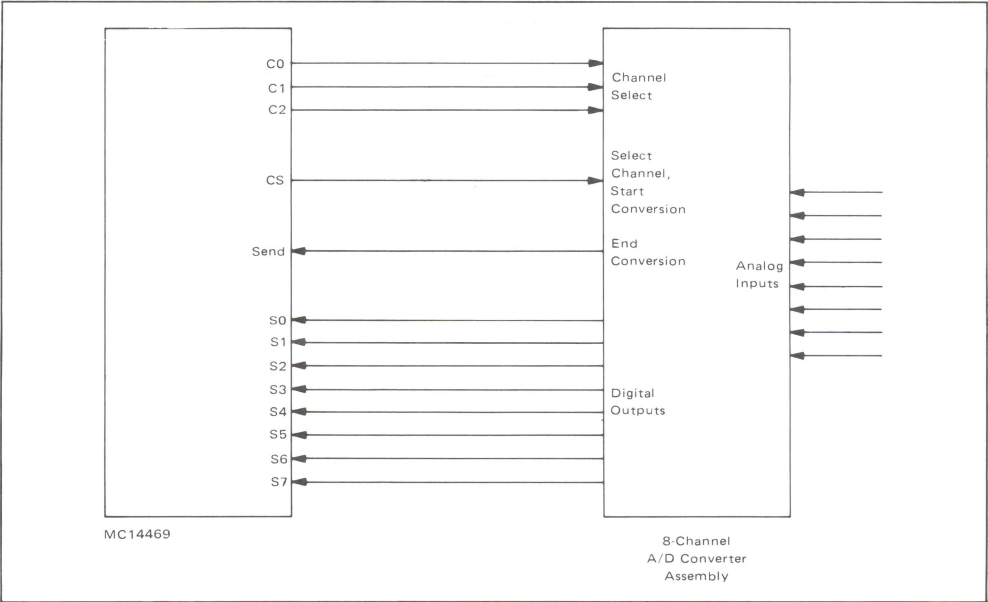 C0
C1
C2
CS
Send
S0
S1
S2
S3
S4
S5
S6
S7
MC14469
Channel
Select
Select
Channel,
Start
Conversion
End
Conversion
Analog
Inputs
Digital
Outputs
8-Channel
A/D Converter
Assembly